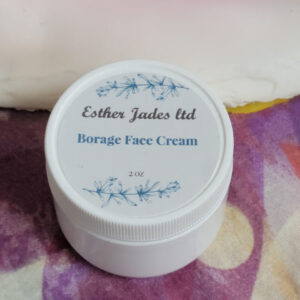 Esther Jades ltd
Borage Face Cream
2 OZ